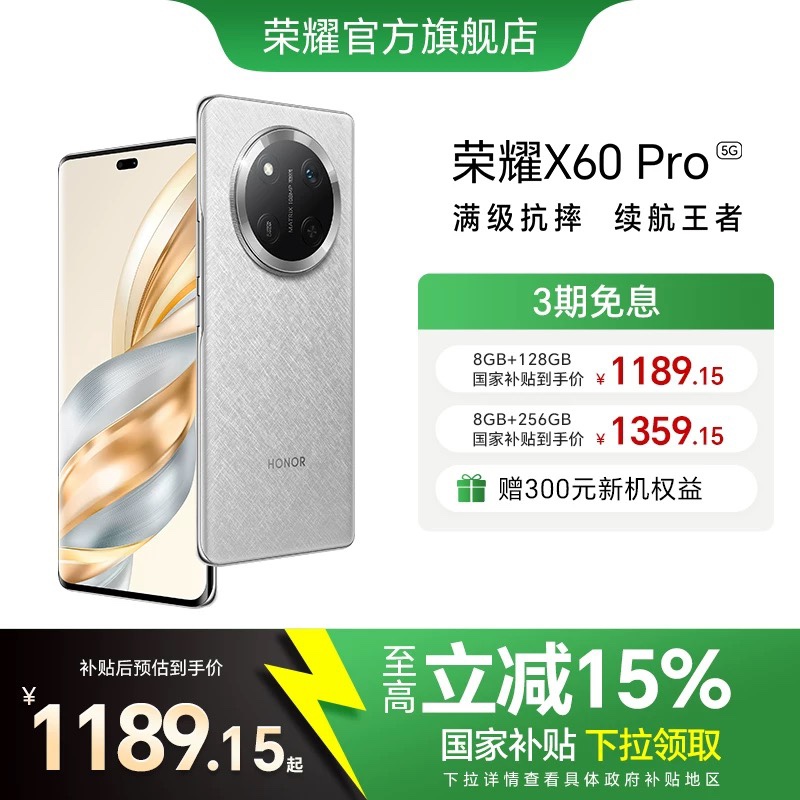 荣耀官方旗舰店
荣耀X60 Pro 5G
满级抗摔 续航王者
3期免息
8GB+128GB
国家补贴到手价 ¥1189.15
8GB+256GB
国家补贴到手价 ¥1359.15
赠300元新机权益
MATRIX 108MP
HONOR
补贴后预估到手价
¥1189.15起
至高立减15%
国家补贴 下拉领取
下拉详情查看具体政府补贴地区